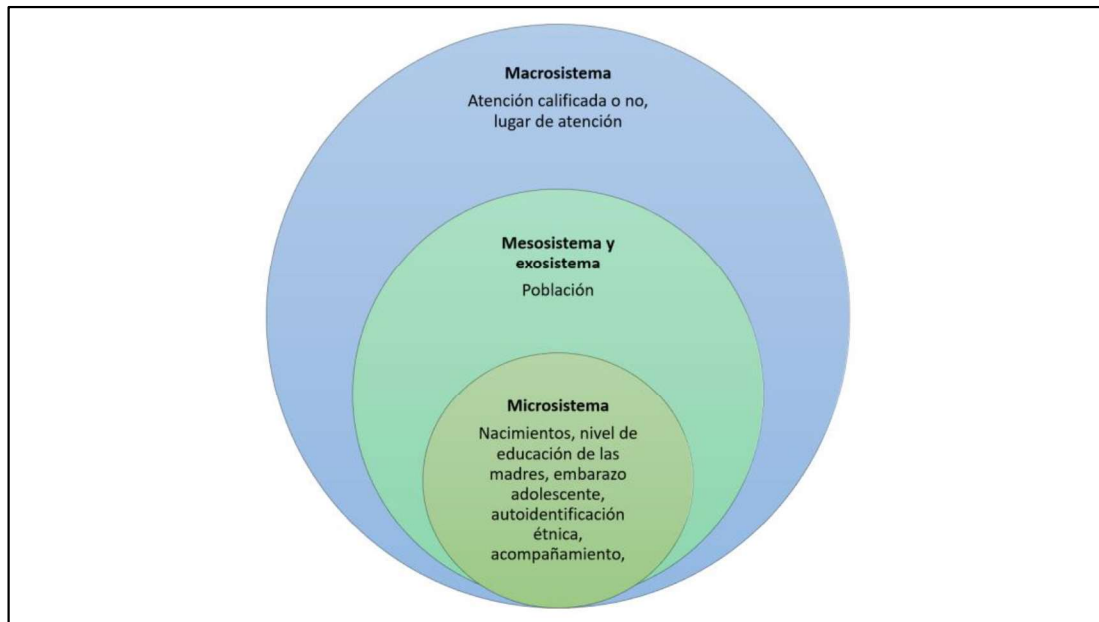 Macrosistema
Atención calificada o no,
lugar de atención
Mesosistema y
exosistema
Población
Microsistema
Nacimientos, nivel de
educación de las
madres, embarazo
adolescente,
autoidentificación
étnica,
acompañamiento,